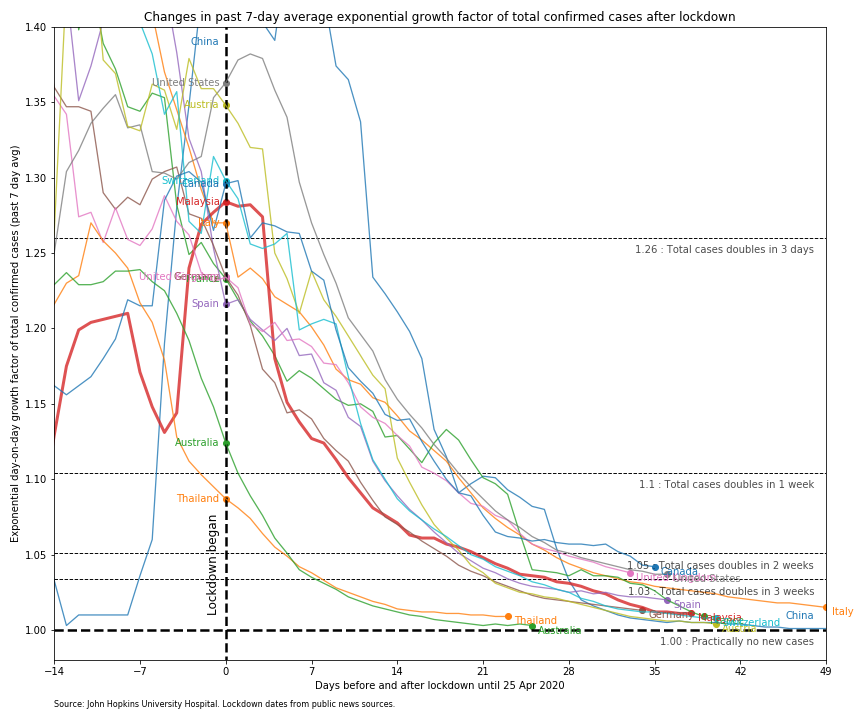 Changes in past 7-day average exponential growth factor of total confirmed cases after lockdown
Exponential day-on-day growth factor of total confirmed cases (past 7 day avg)
1.40
1.35
1.30
1.25
1.20
1.15
1.10
1.05
1.00
China
United States
Austria
Switzerland
Canada
Malaysia
Italy
United Kingdom
Germany
France
Spain
Australia
Thailand
Lockdown began
1.26 : Total cases doubles in 3 days
1.1 : Total cases doubles in 1 week
1.05 : Total cases doubles in 2 weeks
Canada
United Kingdom
United States
1.03 : Total cases doubles in 3 weeks
Spain
Italy
Germany
Malaysia
France
China
Thailand
Switzerland
Austria
Australia
1.00 : Practically no new cases
−14
−7
0
7
14
21
28
35
42
49
Days before and after lockdown until 25 Apr 2020
Source: John Hopkins University Hospital. Lockdown dates from public news sources.